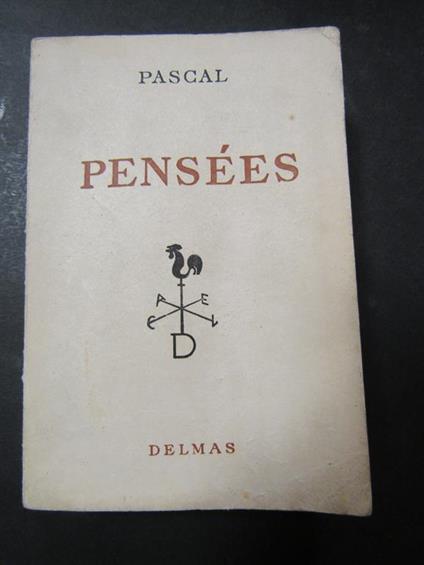 PASCAL
PENSÉES
A E
C L
D
DELMAS